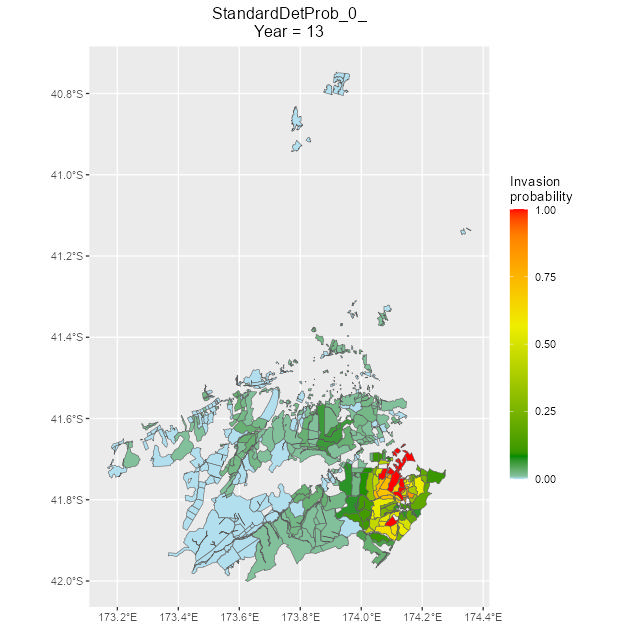 StandardDetProb_0_
Year = 13
40.8°S
41.0°S
41.2°S
41.4°S
41.6°S
41.8°S
42.0°S
173.2°E
173.4°E
173.6°E
173.8°E
174.0°E
174.2°E
174.4°E
Invasion
probability
1.00
0.75
0.50
0.25
0.00